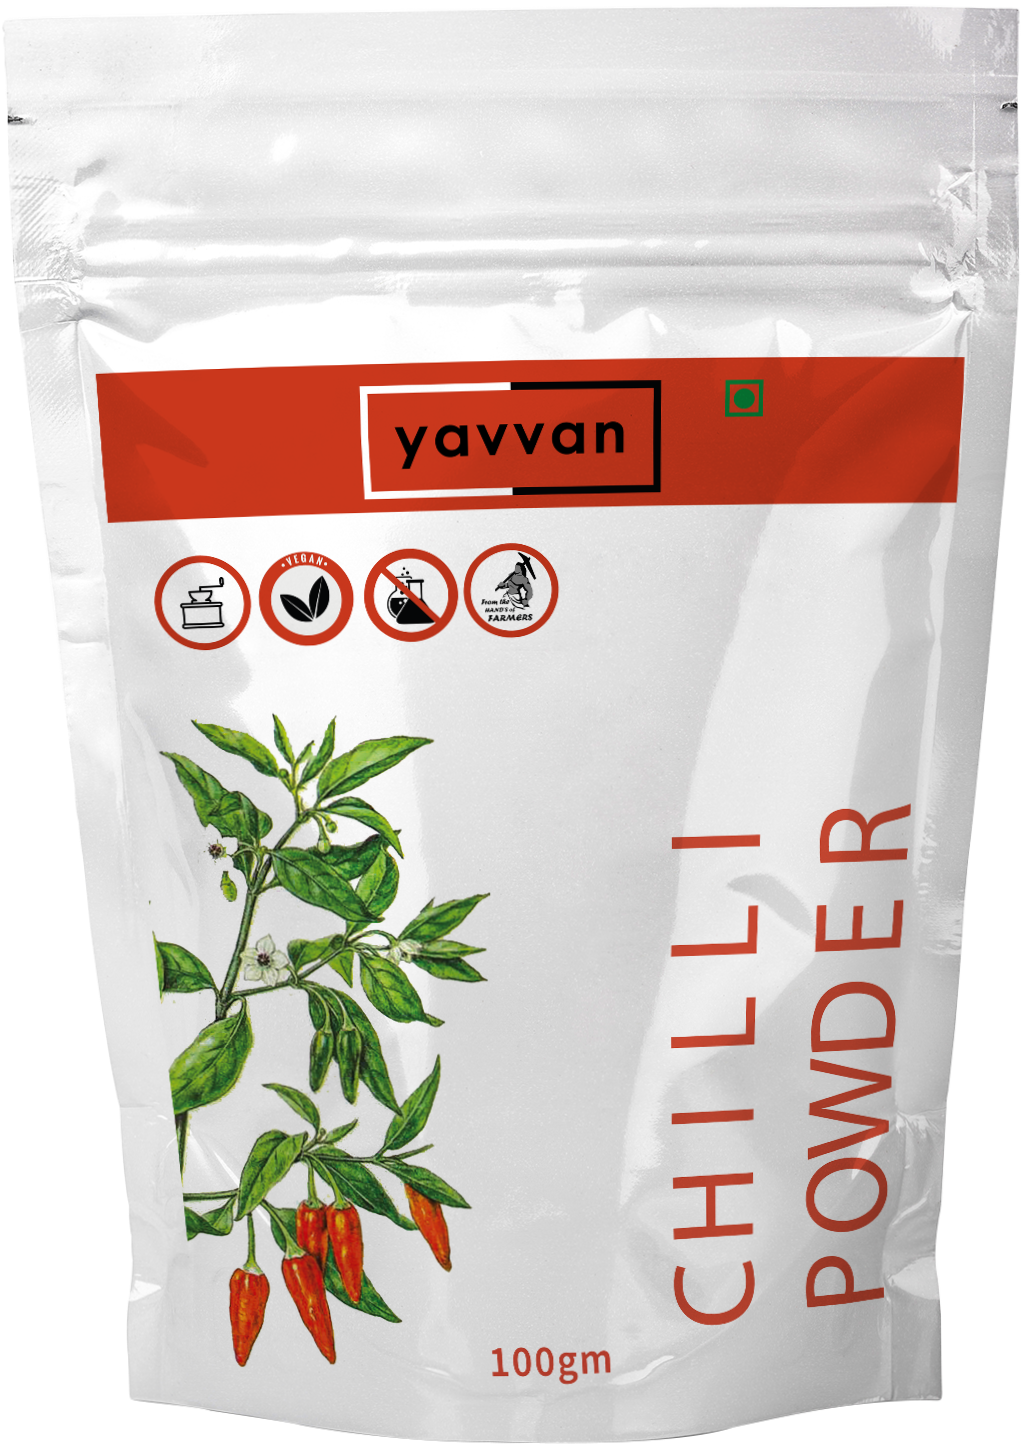 yavvan
• VEGAN •
From the
HAND'S of
FARMERS
CHILLI
POWDER
100gm